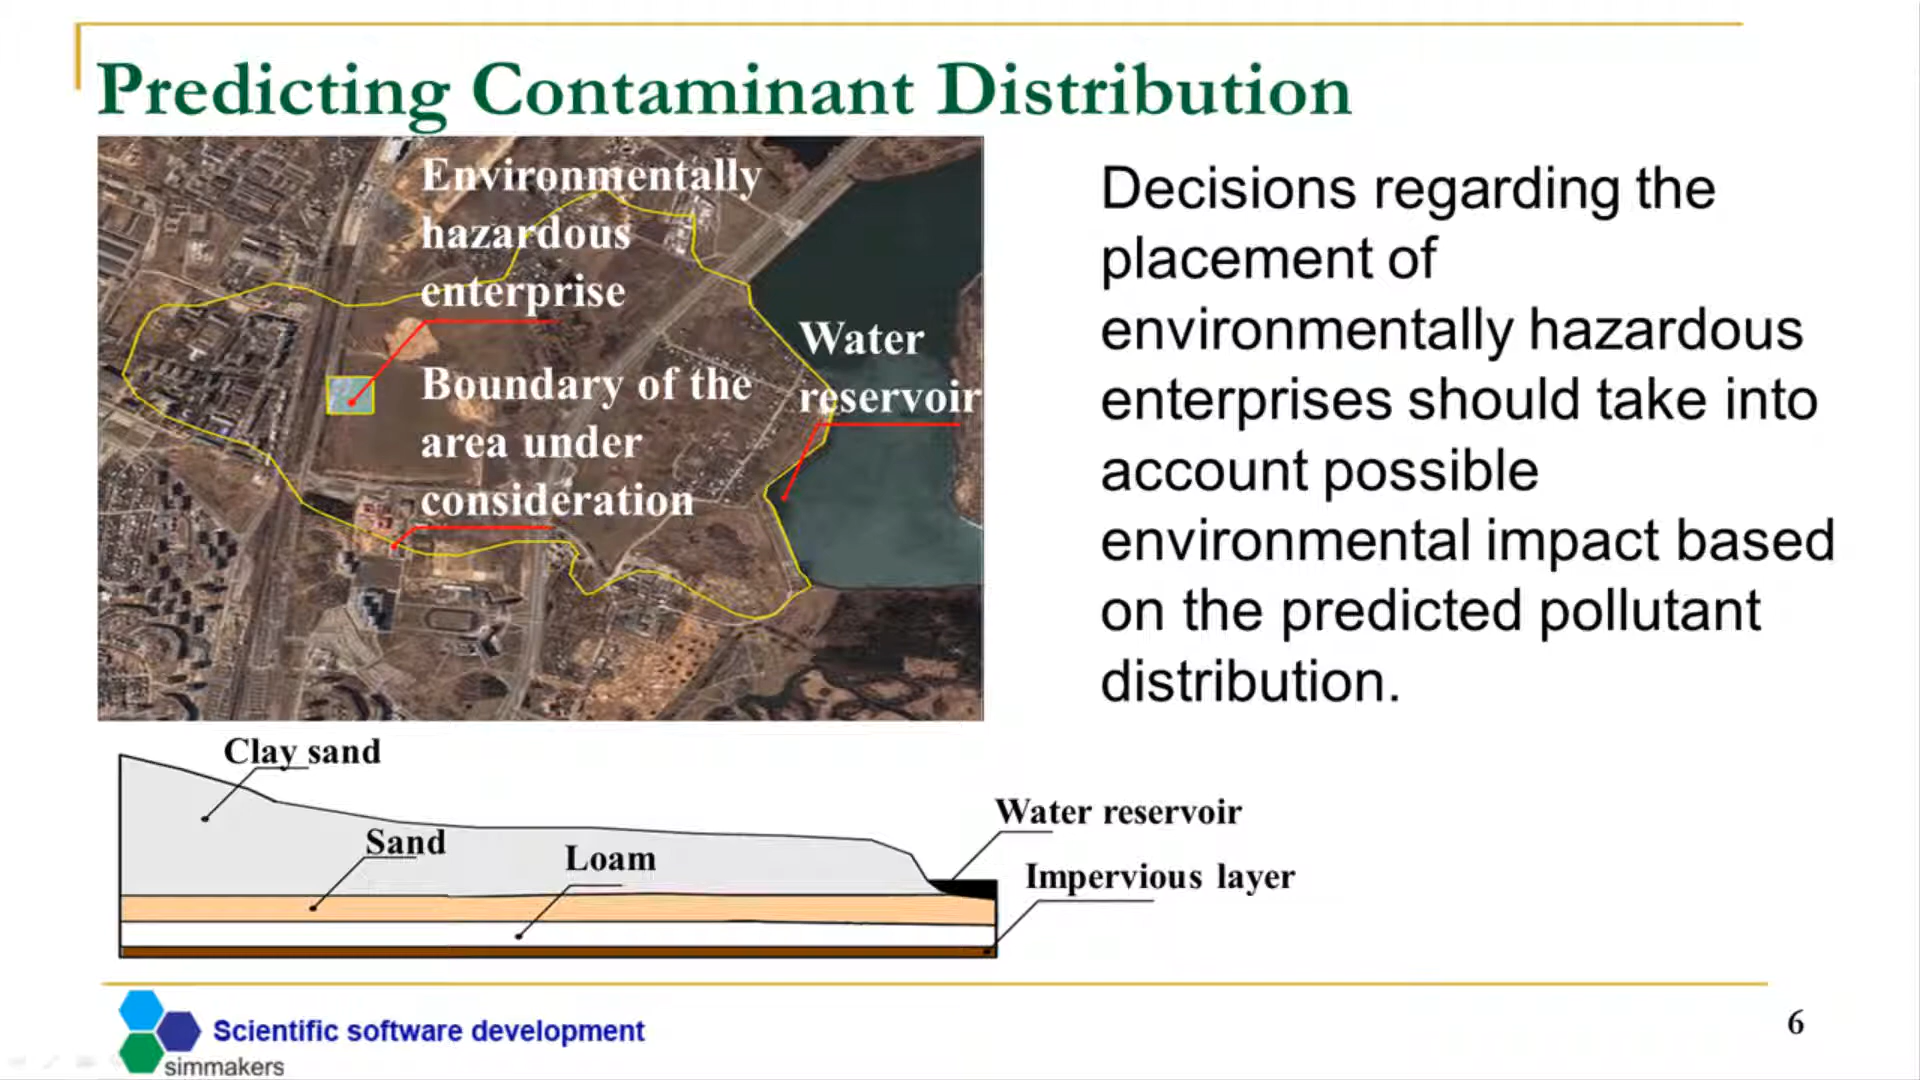 Predicting Contaminant Distribution
Environmentally
hazardous
enterprise
Boundary of the
area under
consideration
Water
reservoir
Decisions regarding the
placement of
environmentally hazardous
enterprises should take into
account possible
environmental impact based
on the predicted pollutant
distribution.
Clay sand
Sand
Loam
Water reservoir
Impervious layer
Scientific software development
simmakers
6